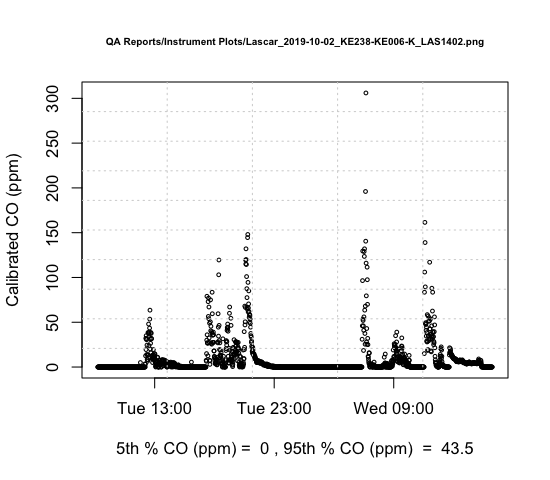 QA Reports/Instrument Plots/Lascar_2019-10-02_KE238-KE006-K_LAS1402.png
Calibrated CO (ppm)
300
250
200
150
100
50
0
Tue 13:00 Tue 23:00 Wed 09:00
5th % CO (ppm) = 0 , 95th % CO (ppm) = 43.5